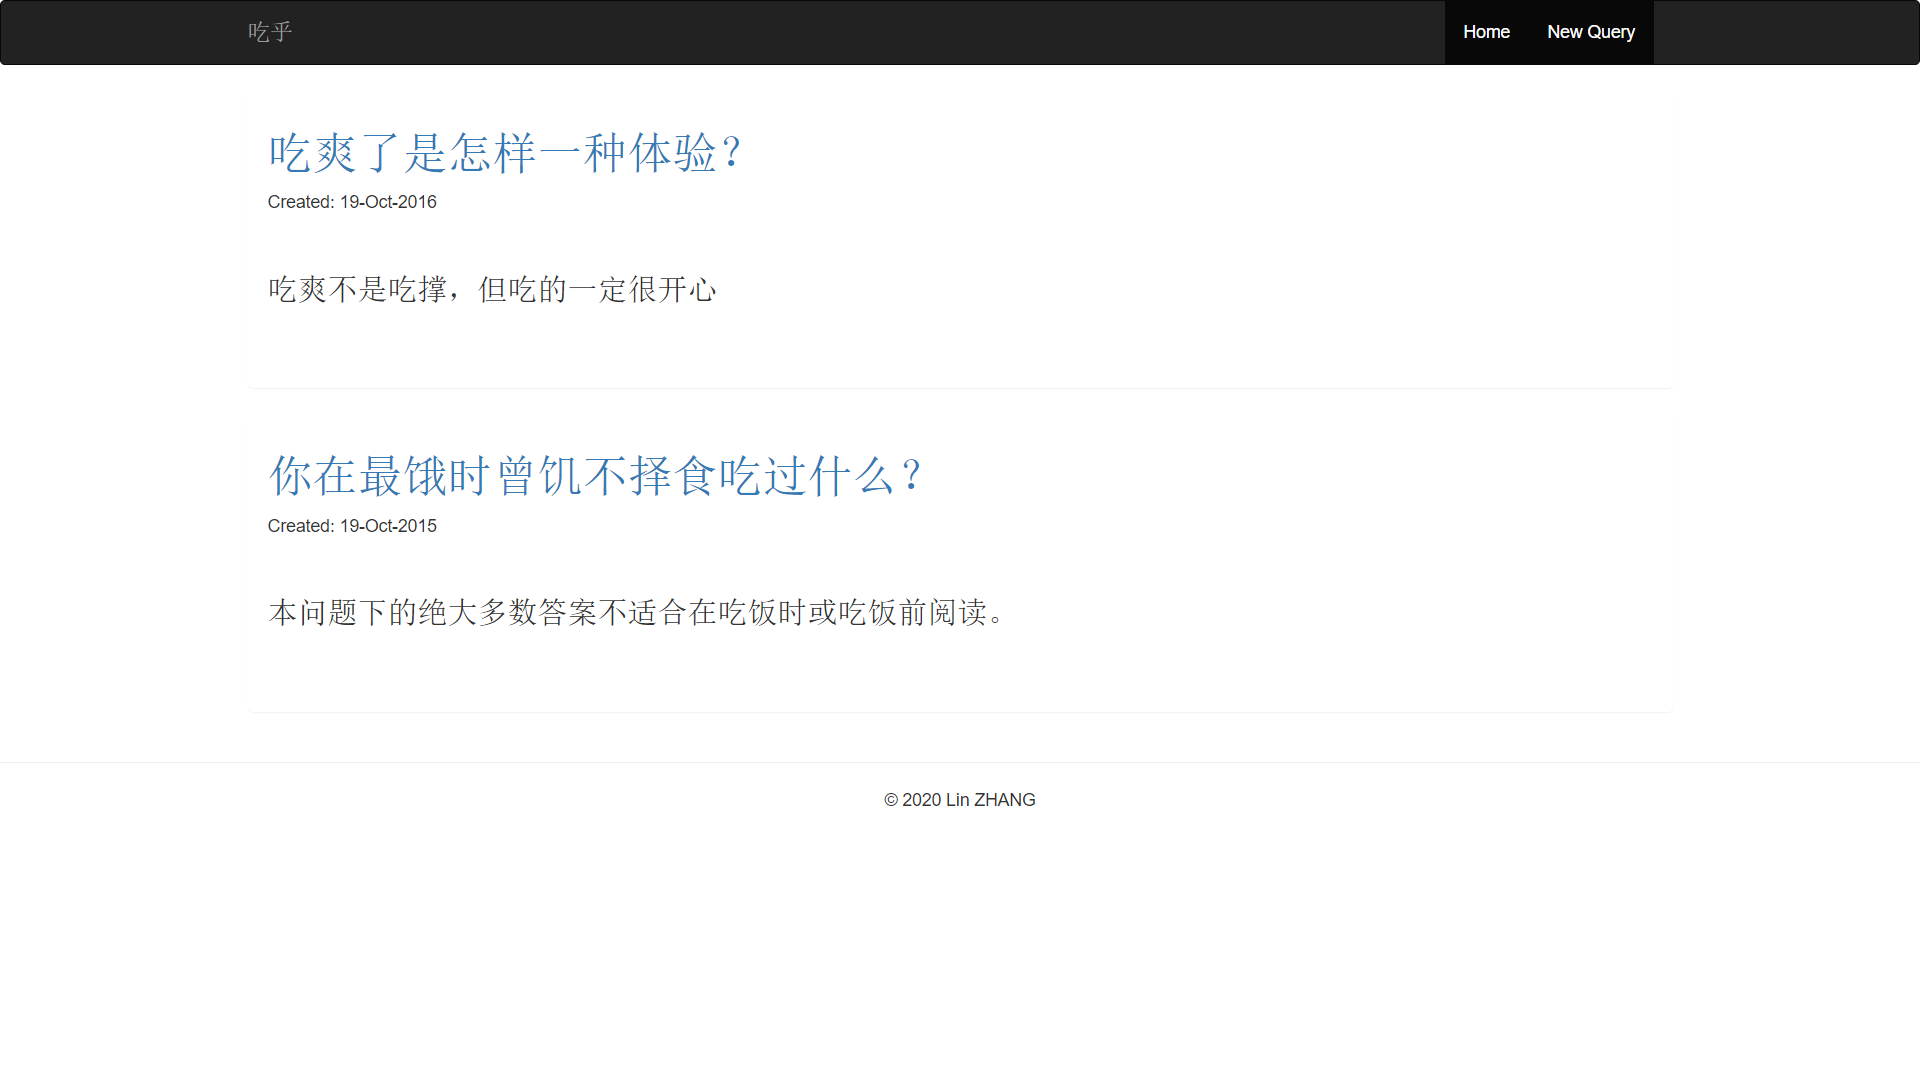 吃乎
Home New Query
吃爽了是怎样一种体验？
Created: 19-Oct-2016
吃爽不是吃撑，但吃的一定很开心
你在最饿时曾饥不择食吃过什么？
Created: 19-Oct-2015
本问题下的绝大多数答案不适合在吃饭时或吃饭前阅读。
© 2020 Lin ZHANG